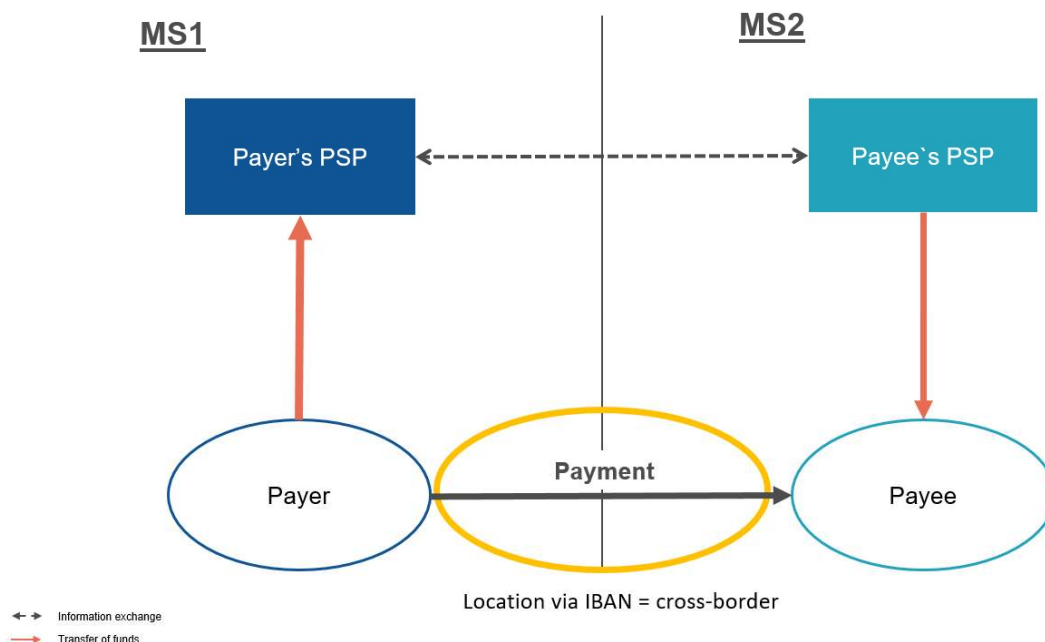 MS1
MS2
Payer's PSP
Payee`s PSP
Payment
Payer
Payee
Location via IBAN = cross-border
Information exchange
Transfer of funds